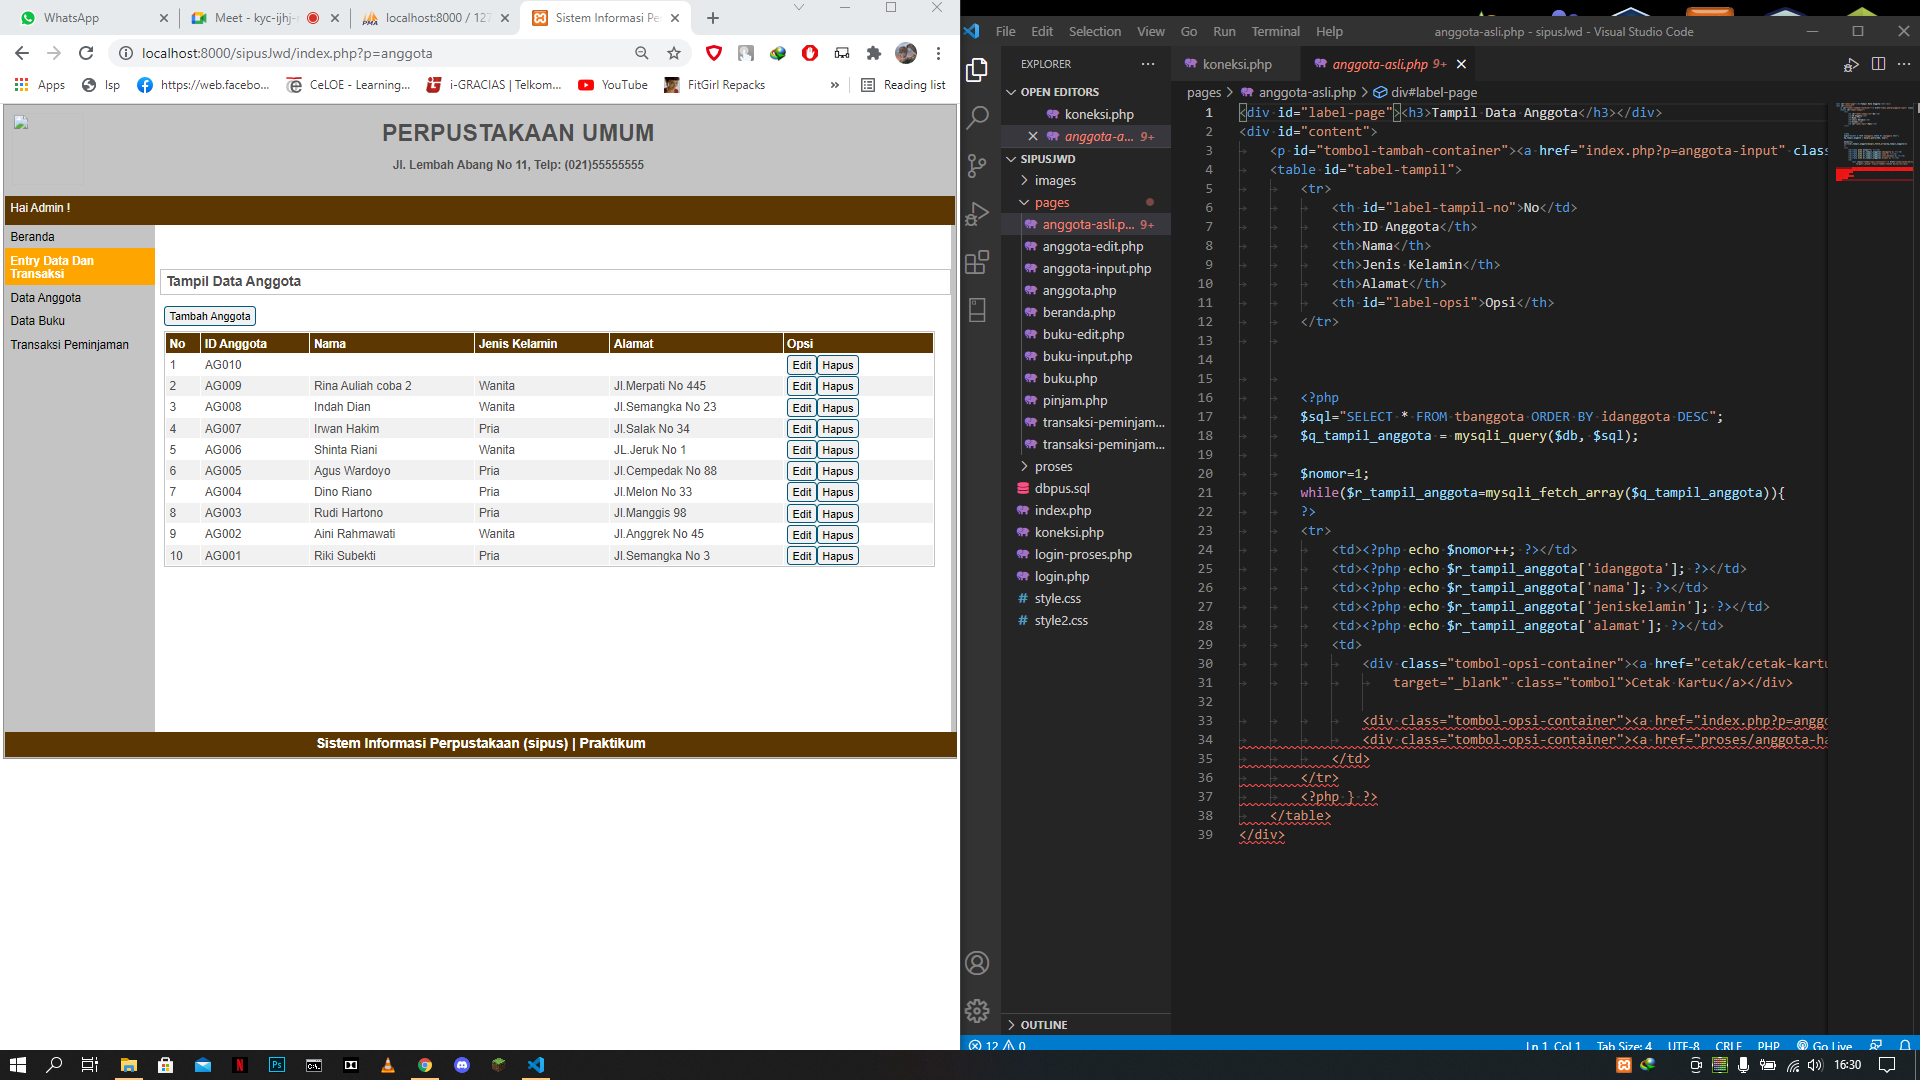 WhatsApp
Meet - kyc-ijhj-
localhost:8000 / 127
Sistem Informasi Pe
localhost:8000/sipusJwd/index.php?p=anggota
Apps
lsp
https://web.facebo...
CeLOE - Learning...
i-GRACIAS | Telkom...
YouTube
FitGirl Repacks
»
Reading list
PERPUSTAKAAN UMUM
Jl. Lembah Abang No 11, Telp: (021)55555555
Hai Admin !
Beranda
Entry Data Dan
Transaksi
Data Anggota
Data Buku
Transaksi Peminjaman
Tampil Data Anggota
Tambah Anggota
No ID Anggota Nama Jenis Kelamin Alamat Opsi
1 AG010 Edit Hapus
2 AG009 Rina Auliah coba 2 Wanita Jl.Merpati No 445 Edit Hapus
3 AG008 Indah Dian Wanita Jl.Semangka No 23 Edit Hapus
4 AG007 Irwan Hakim Pria Jl.Salak No 34 Edit Hapus
5 AG006 Shinta Riani Wanita JL.Jeruk No 1 Edit Hapus
6 AG005 Agus Wardoyo Pria Jl.Cempedak No 88 Edit Hapus
7 AG004 Dino Riano Pria Jl.Melon No 33 Edit Hapus
8 AG003 Rudi Hartono Pria Jl.Manggis 98 Edit Hapus
9 AG002 Aini Rahmawati Wanita Jl.Anggrek No 45 Edit Hapus
10 AG001 Riki Subekti Pria Jl.Semangka No 3 Edit Hapus
Sistem Informasi Perpustakaan (sipus) | Praktikum
File Edit Selection View Go Run Terminal Help
anggota-asli.php - sipusJwd - Visual Studio Code
EXPLORER
OPEN EDITORS
koneksi.php
anggota-a... 9+
SIPUSJWD
images
pages
anggota-asli.p... 9+
anggota-edit.php
anggota-input.php
anggota.php
beranda.php
buku-edit.php
buku-input.php
buku.php
pinjam.php
transaksi-peminjam...
transaksi-peminjam...
proses
dbpus.sql
index.php
koneksi.php
login-proses.php
login.php
style.css
style2.css
OUTLINE
koneksi.php
anggota-asli.php 9+
pages > anggota-asli.php > div#label-page
1 <div id="label-page"><h3>Tampil Data Anggota</h3></div>
2 <div id="content">
3 <p id="tombol-tambah-container"><a href="index.php?p=anggota-input" clas
4 <table id="tabel-tampil">
5 <tr>
6 <th id="label-tampil-no">No</td>
7 <th>ID Anggota</th>
8 <th>Nama</th>
9 <th>Jenis Kelamin</th>
10 <th>Alamat</th>
11 <th id="label-opsi">Opsi</th>
12 </tr>
13
14
15
16 <?php
17 $sql="SELECT * FROM tbanggota ORDER BY idanggota DESC";
18 $q_tampil_anggota = mysqli_query($db, $sql);
19
20 $nomor=1;
21 while($r_tampil_anggota=mysqli_fetch_array($q_tampil_anggota)){
22 ?>
23 <tr>
24 <td><?php echo $nomor++; ?></td>
25 <td><?php echo $r_tampil_anggota['idanggota']; ?></td>
26 <td><?php echo $r_tampil_anggota['nama']; ?></td>
27 <td><?php echo $r_tampil_anggota['jeniskelamin']; ?></td>
28 <td><?php echo $r_tampil_anggota['alamat']; ?></td>
29 <td>
30 <div class="tombol-opsi-container"><a href="cetak/cetak-kartu
31 target="_blank" class="tombol">Cetak Kartu</a></div>
32
33 <div class="tombol-opsi-container"><a href="index.php?p=anggo
34 <div class="tombol-opsi-container"><a href="proses/anggota-ha
35 </td>
36 </tr>
37 <?php } ?>
38 </table>
39 </div>
12 0
Ln 1, Col 1 Tab Size: 4 UTF-8 CRLF PHP Go Live
16:30